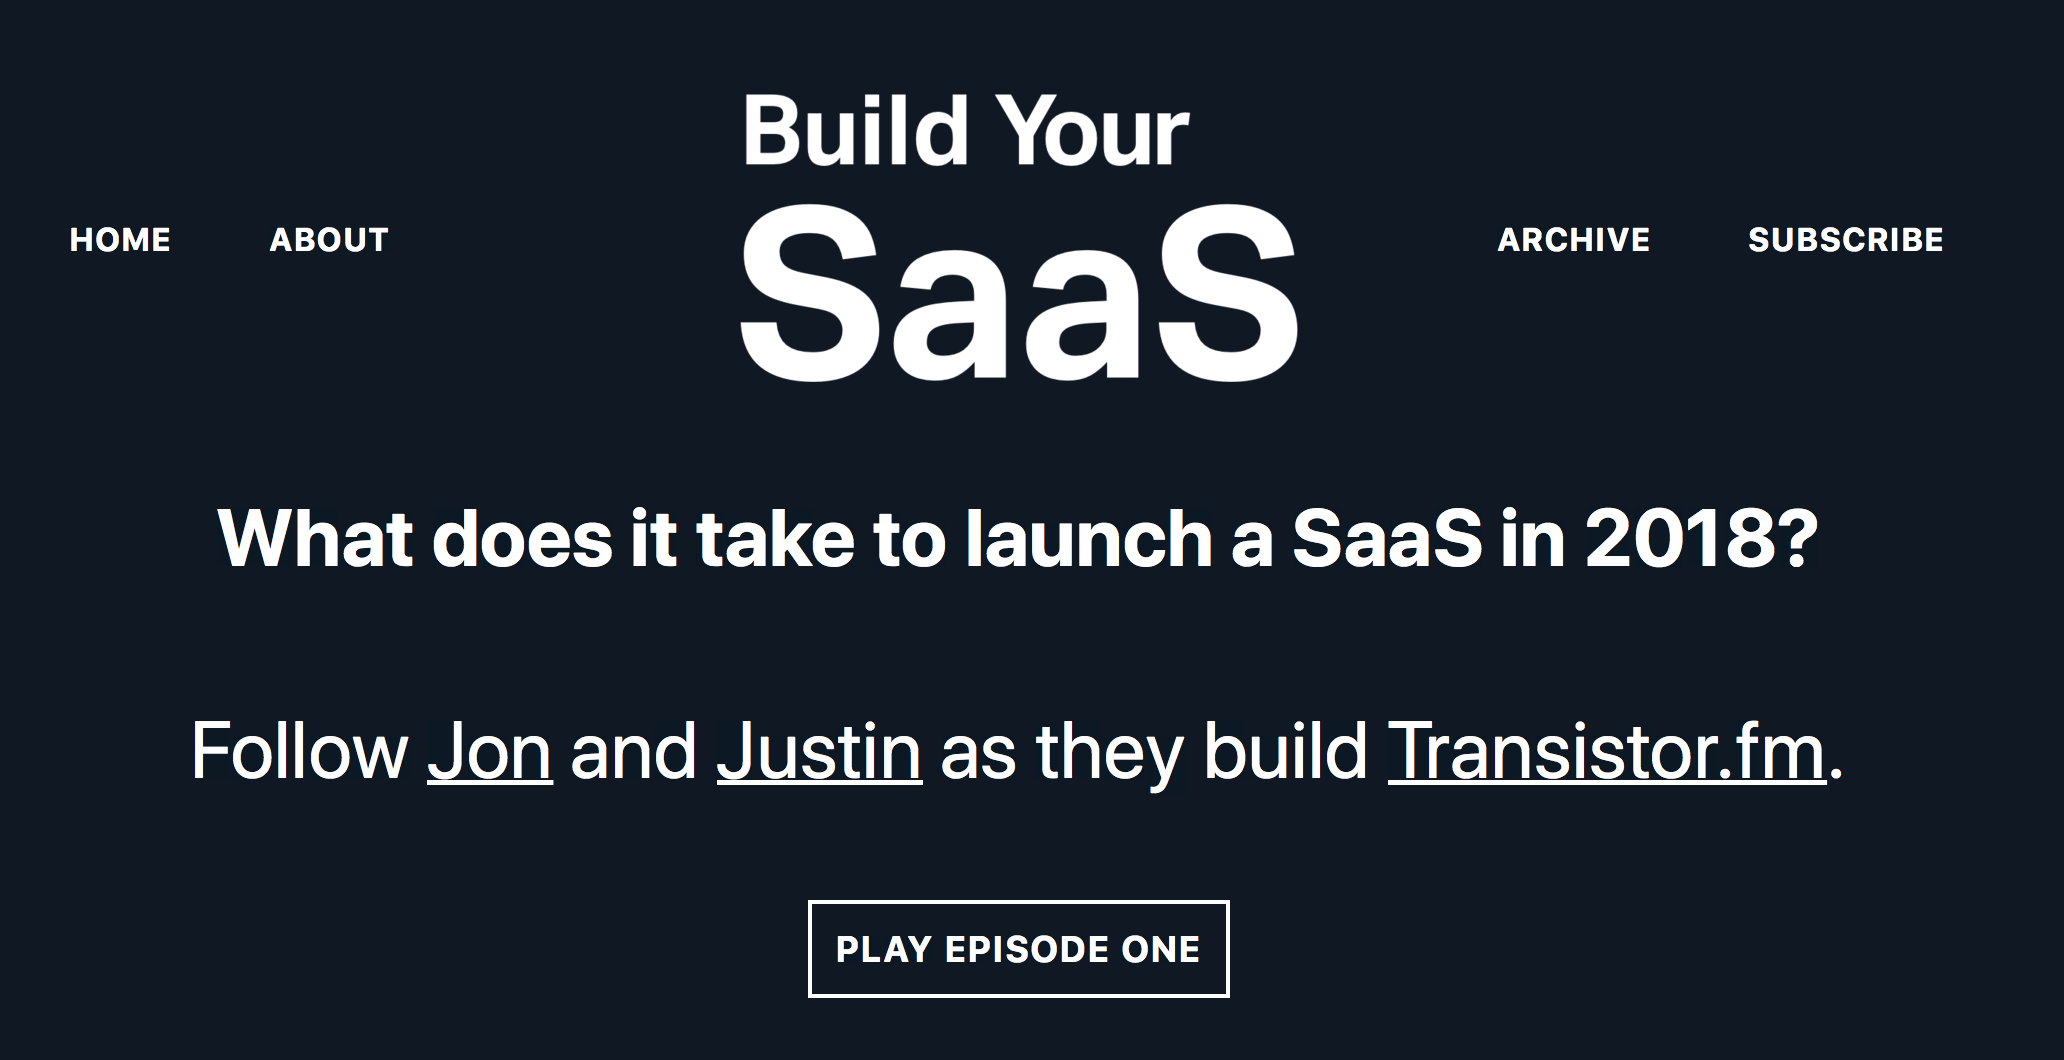 Build Your
SaaS
HOME
ABOUT
ARCHIVE
SUBSCRIBE
What does it take to launch a SaaS in 2018?
Follow Jon and Justin as they build Transistor.fm.
PLAY EPISODE ONE